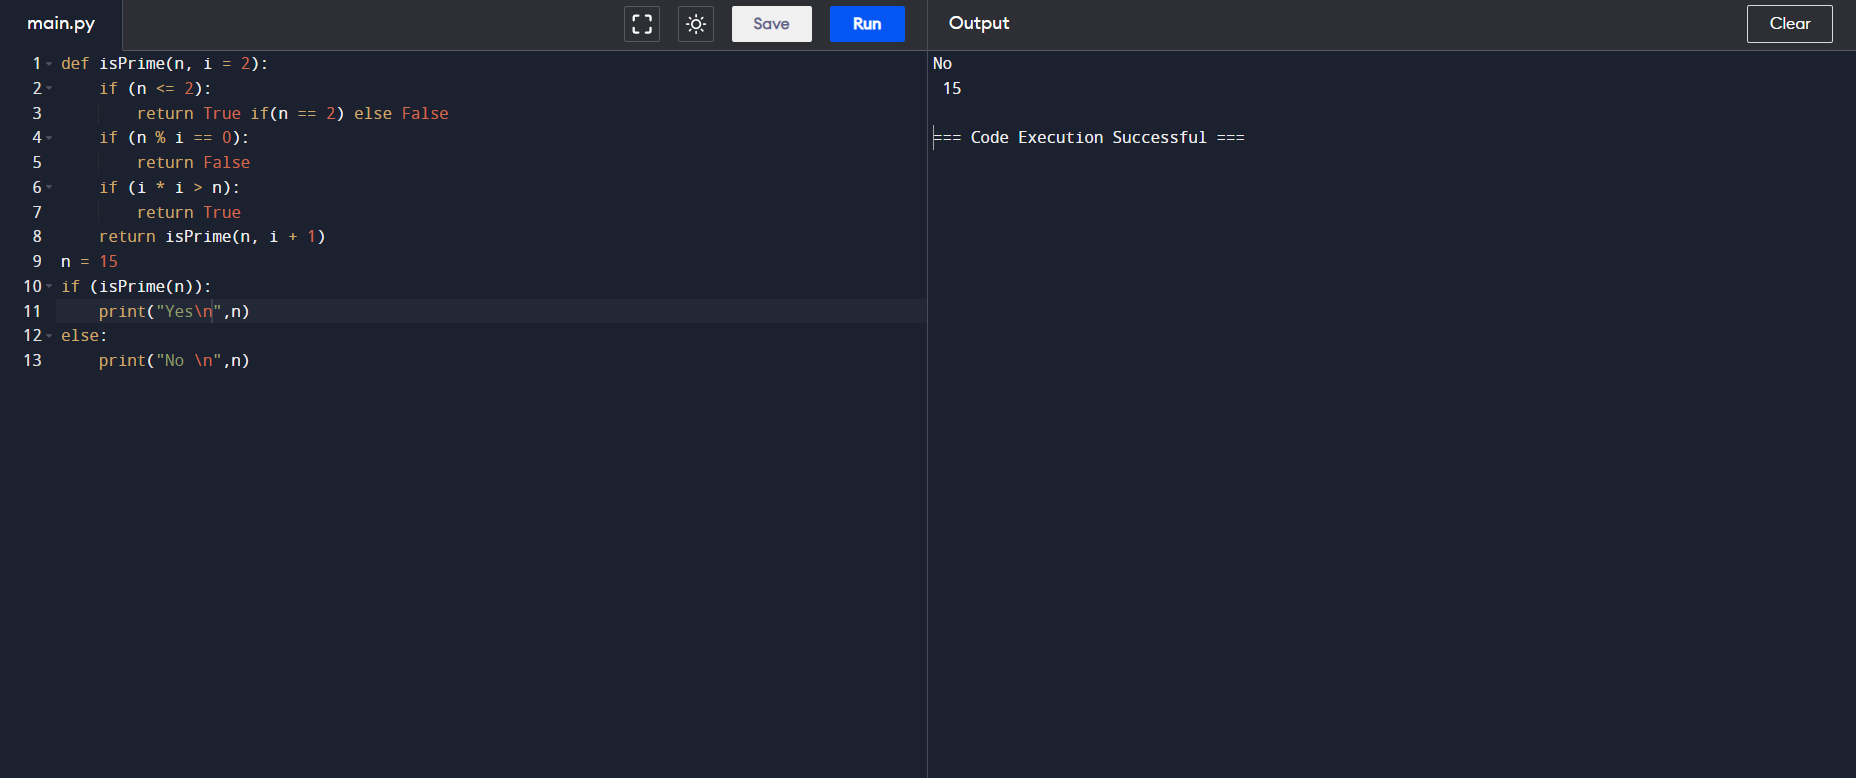 main.py
Save
Run
Output
Clear
1 def isPrime(n, i = 2):
2     if (n <= 2):
3         return True if(n == 2) else False
4     if (n % i == 0):
5         return False
6     if (i * i > n):
7         return True
8     return isPrime(n, i + 1)
9 n = 15
10 if (isPrime(n)):
11     print("Yes\n",n)
12 else:
13     print("No \n",n)
No
 15
=== Code Execution Successful ===